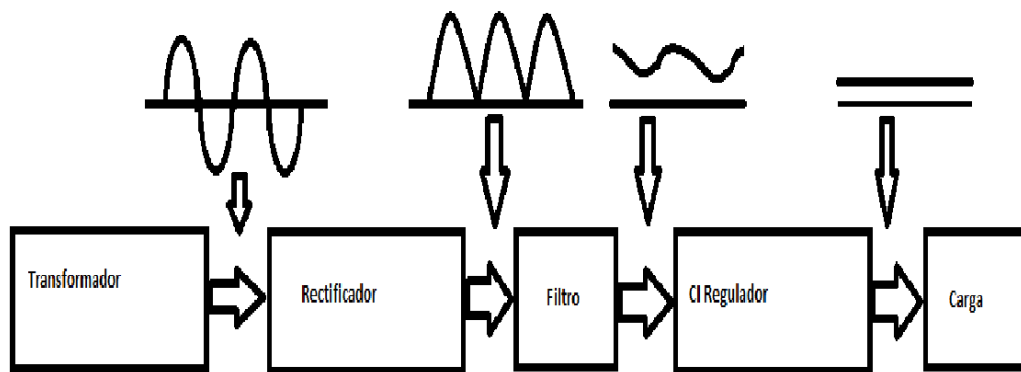 Transformador
Rectificador
Filtro
CI Regulador
Carga